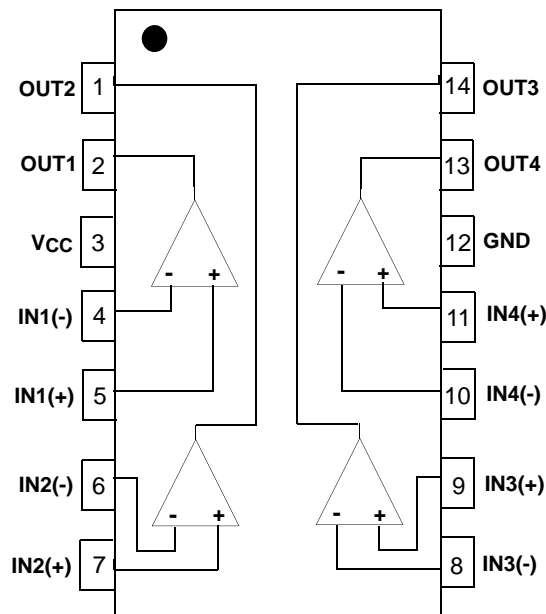 OUT2 1 14 OUT3
OUT1 2 13 OUT4
VCC 3 12 GND
- + - +
IN1(-) 4 11 IN4(+)
IN1(+) 5 10 IN4(-)
IN2(-) 6 9 IN3(+)
- + - +
IN2(+) 7 8 IN3(-)